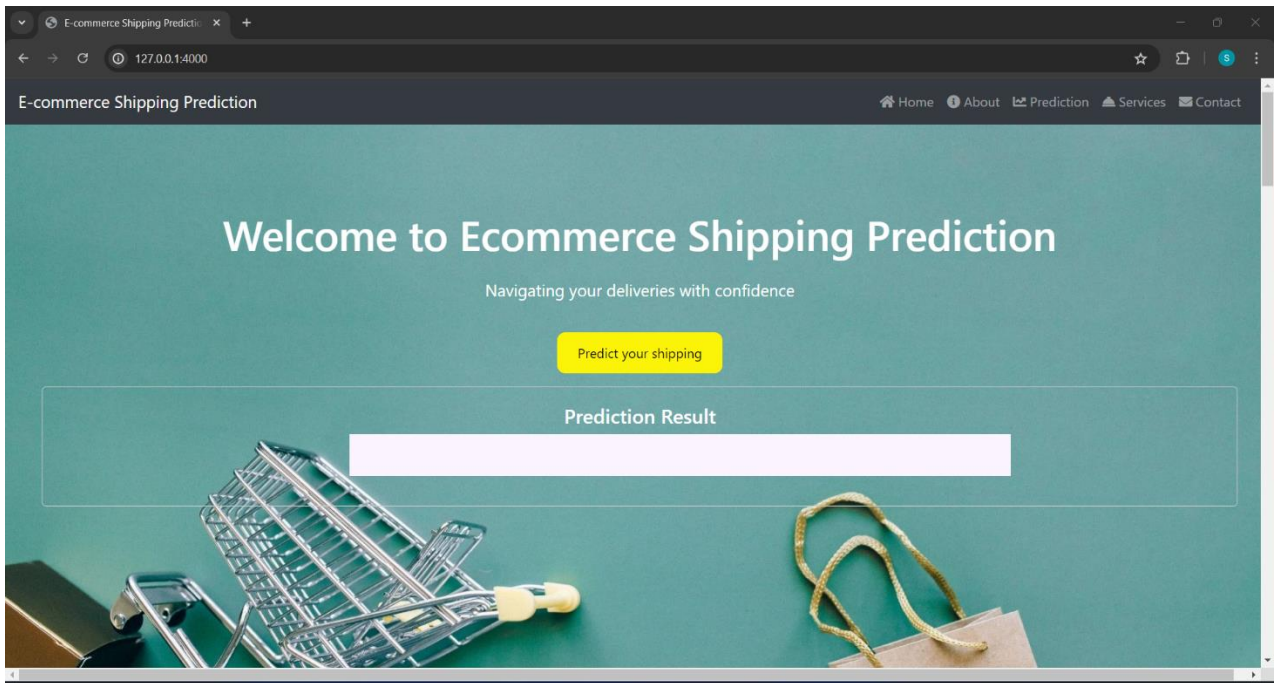 E-commerce Shipping Predictio
127.0.0.1:4000
S
E-commerce Shipping Prediction
Home About Prediction Services Contact
Welcome to Ecommerce Shipping Prediction
Navigating your deliveries with confidence
Predict your shipping
Prediction Result